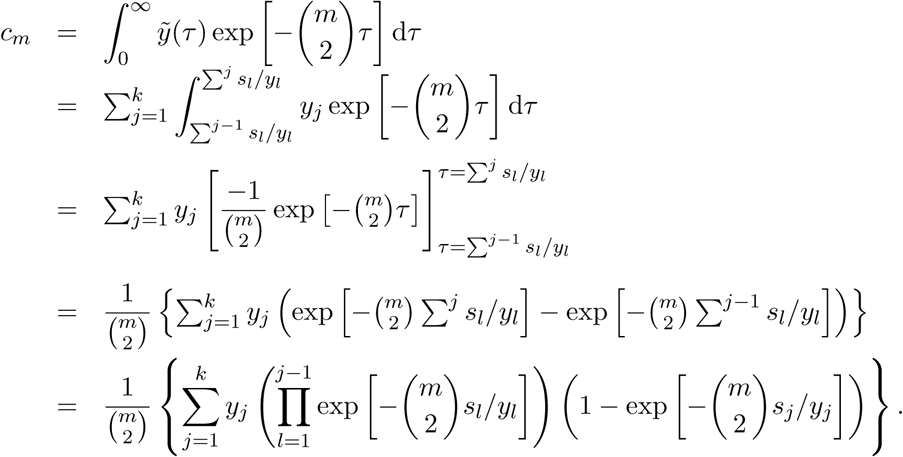 c_m = \int_0^\infty \tilde{y}(\tau) \exp\left[-\binom{m}{2}\tau\right] \mathrm{d}\tau
= \sum_{j=1}^k \int_{\sum^{j-1} s_l/y_l}^{\sum^j s_l/y_l} y_j \exp\left[-\binom{m}{2}\tau\right] \mathrm{d}\tau
= \sum_{j=1}^k y_j \left[\frac{-1}{\binom{m}{2}} \exp\left[-\binom{m}{2}\tau\right]\right]_{\tau=\sum^{j-1} s_l/y_l}^{\tau=\sum^j s_l/y_l}
= \frac{1}{\binom{m}{2}} \left\{\sum_{j=1}^k y_j \left(\exp\left[-\binom{m}{2}\sum^j s_l/y_l\right] - \exp\left[-\binom{m}{2}\sum^{j-1} s_l/y_l\right]\right)\right\}
= \frac{1}{\binom{m}{2}} \left\{\sum_{j=1}^k y_j \left(\prod_{l=1}^{j-1} \exp\left[-\binom{m}{2}s_l/y_l\right]\right) \left(1 - \exp\left[-\binom{m}{2}s_j/y_j\right]\right)\right\}.